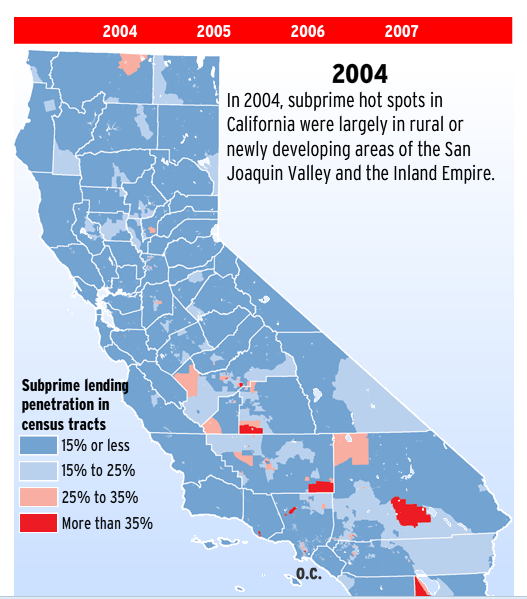 2004 2005 2006 2007
2004
In 2004, subprime hot spots in
California were largely in rural or
newly developing areas of the San
Joaquin Valley and the Inland Empire.
Subprime lending
penetration in
census tracts
15% or less
15% to 25%
25% to 35%
More than 35%
O.C.